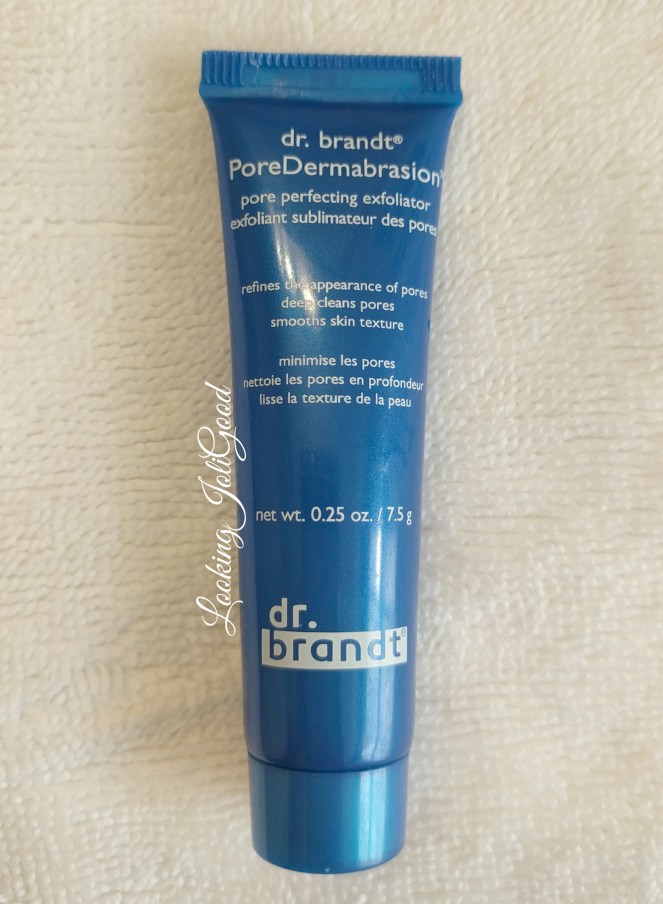 dr. brandt®
PoreDermabrasion™
pore perfecting exfoliator
exfoliant sublimateur des pores
refines the appearance of pores
deep cleans pores
smooths skin texture
minimise les pores
nettoie les pores en profondeur
lisse la texture de la peau
net wt. 0.25 oz. / 7.5 g
dr.
brandt®
Looking JoliGood